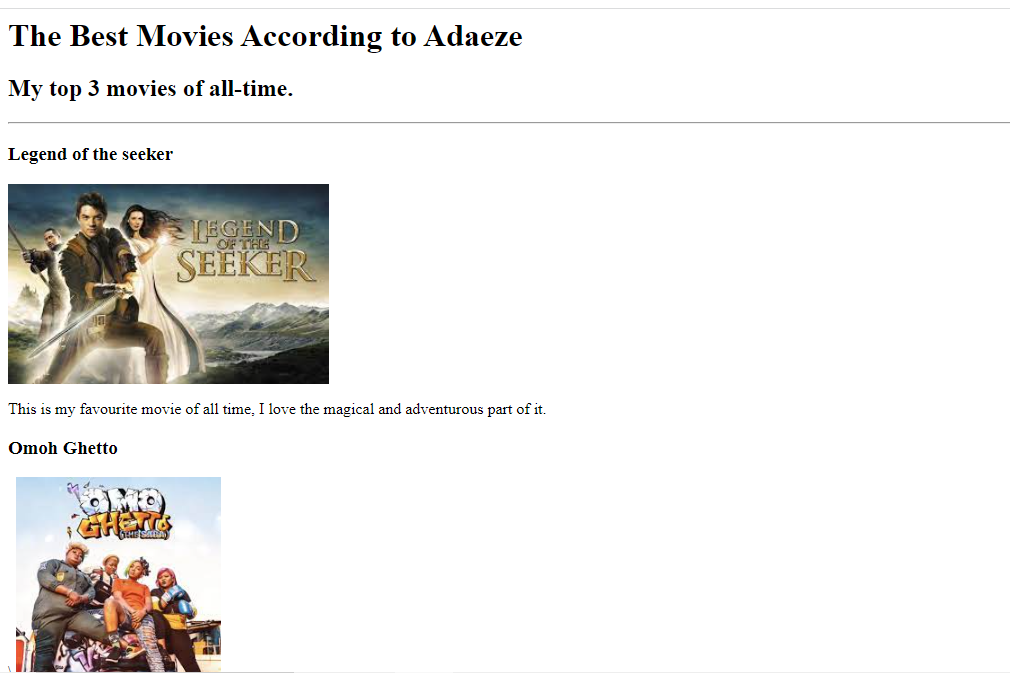 The Best Movies According to Adaeze
My top 3 movies of all-time.
Legend of the seeker
LEGEND
OF THE
SEEKER
This is my favourite movie of all time, I love the magical and adventurous part of it.
Omoh Ghetto
OMO
GHETTO